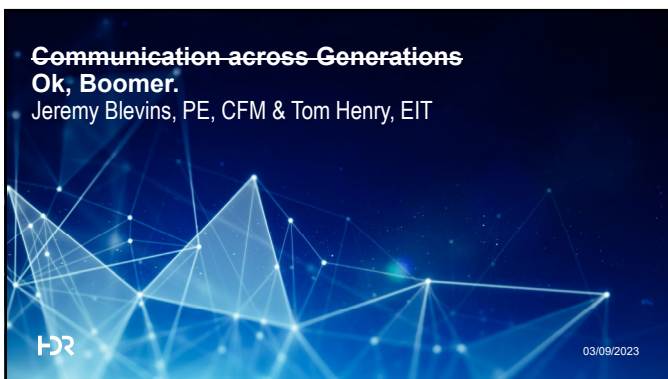 ~~Communication across Generations~~
Ok, Boomer.
Jeremy Blevins, PE, CFM & Tom Henry, EIT
HDR
03/09/2023